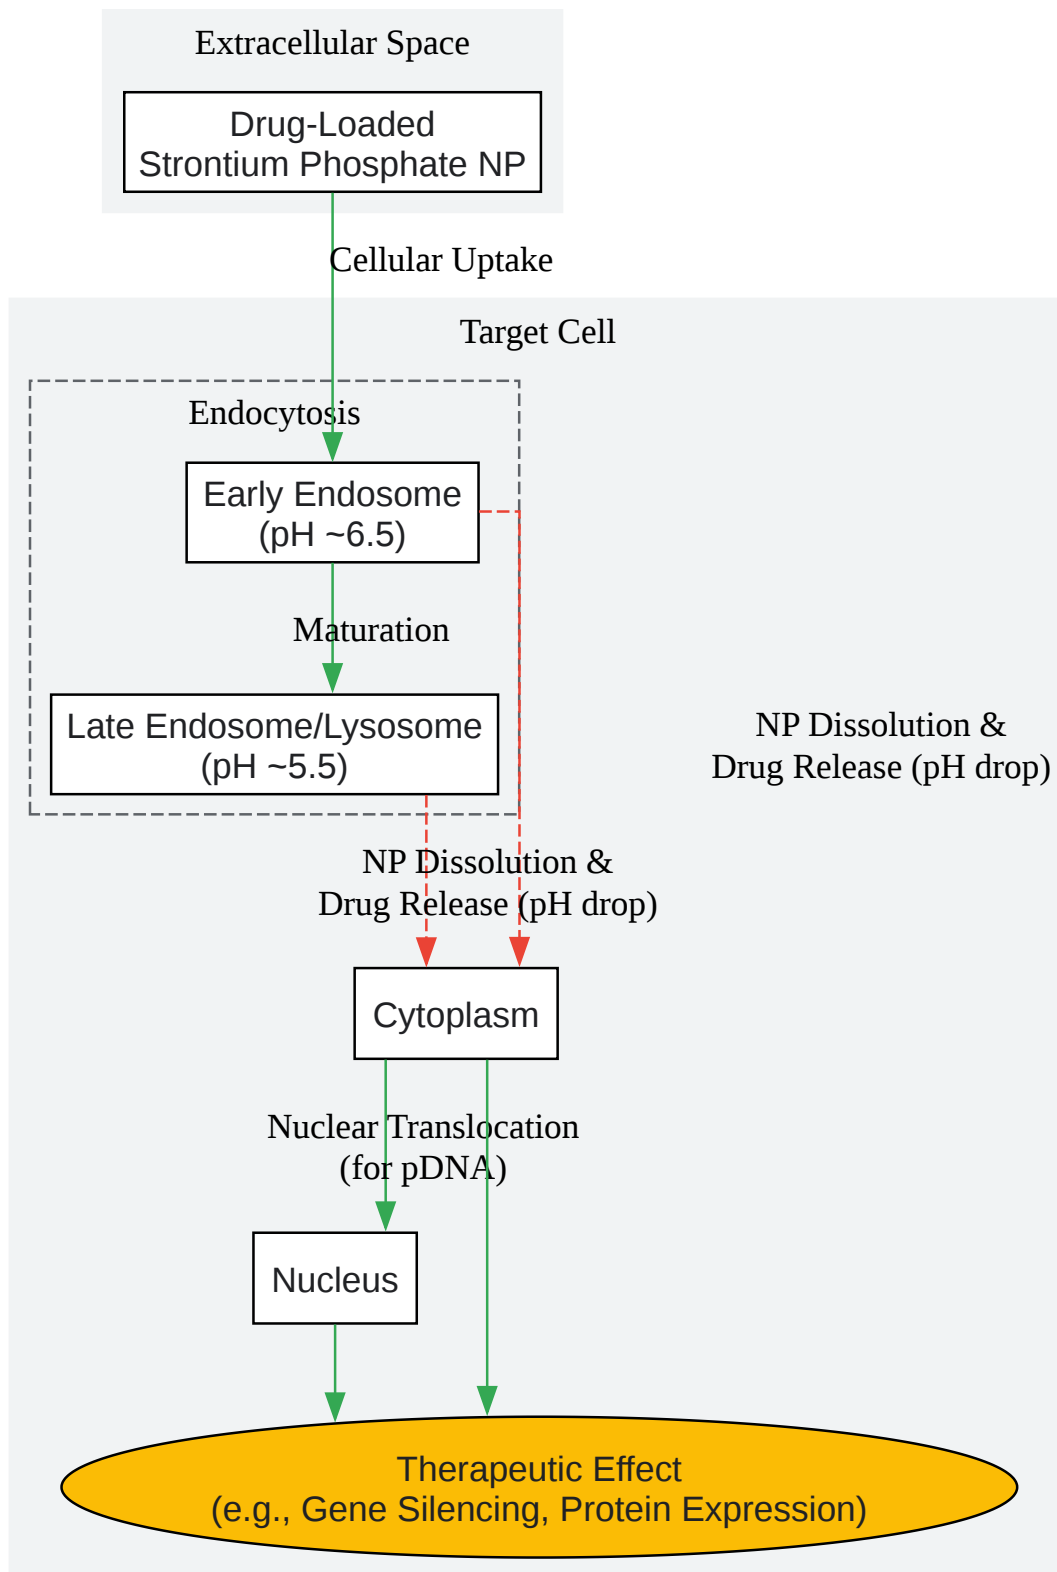 Extracellular Space
Drug-Loaded
Strontium Phosphate NP
Cellular Uptake
Target Cell
Endocytosis
Early Endosome
(pH ~6.5)
Maturation
Late Endosome/Lysosome
(pH ~5.5)
NP Dissolution &
Drug Release (pH drop)
NP Dissolution &
Drug Release (pH drop)
Cytoplasm
Nuclear Translocation
(for pDNA)
Nucleus
Therapeutic Effect
(e.g., Gene Silencing, Protein Expression)